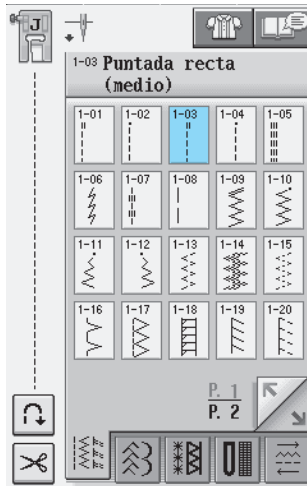 J
1-03 Puntada recta
(medio)
1-01 1-02 1-03 1-04 1-05
1-06 1-07 1-08 1-09 1-10
1-11 1-12 1-13 1-14 1-15
1-16 1-17 1-18 1-19 1-20
P. 1
P. 2